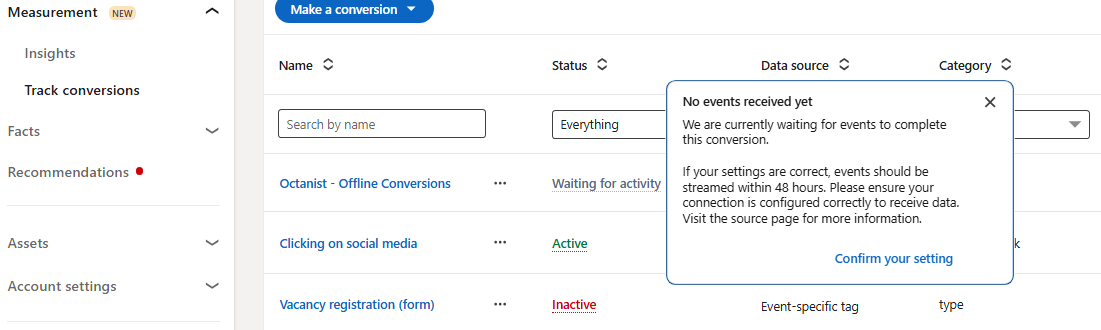 Measurement NEW
Insights
Track conversions
Facts
Recommendations
Assets
Account settings
Make a conversion
Name Status Data source Category
Search by name Everything
Octanist - Offline Conversions ... Waiting for activity
Clicking on social media ... Active k
Vacancy registration (form) ... Inactive Event-specific tag type
No events received yet
We are currently waiting for events to complete
this conversion.
If your settings are correct, events should be
streamed within 48 hours. Please ensure your
connection is configured correctly to receive data.
Visit the source page for more information.
Confirm your setting